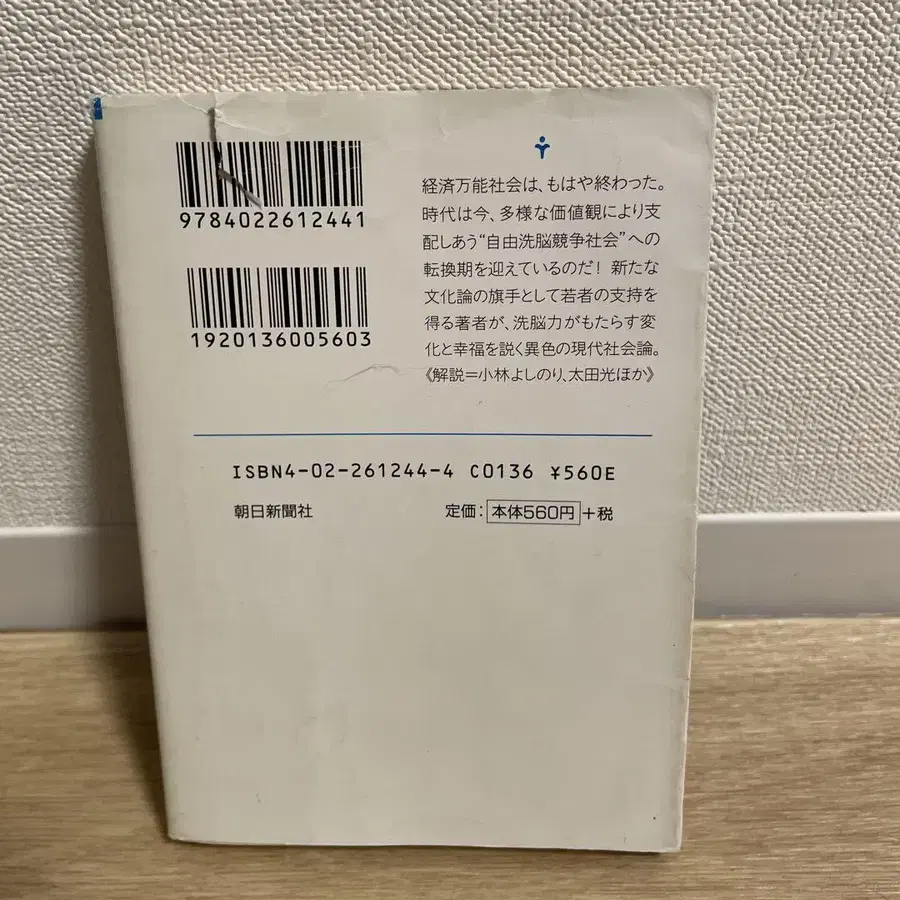 9784022612441
1920136005603
経済万能社会は、もはや終わった。
時代は今、多様な価値観により支
配しあう“自由洗脳競争社会”への
転換期を迎えているのだ! 新たな
文化論の旗手として若者の支持を
得る著者が、洗脳力がもたらす変
化と幸福を説く異色の現代社会論。
《解説=小林よしのり、太田光ほか》
ISBN4-02-261244-4 C0136 ¥560E
朝日新聞社 定価: 本体560円+税